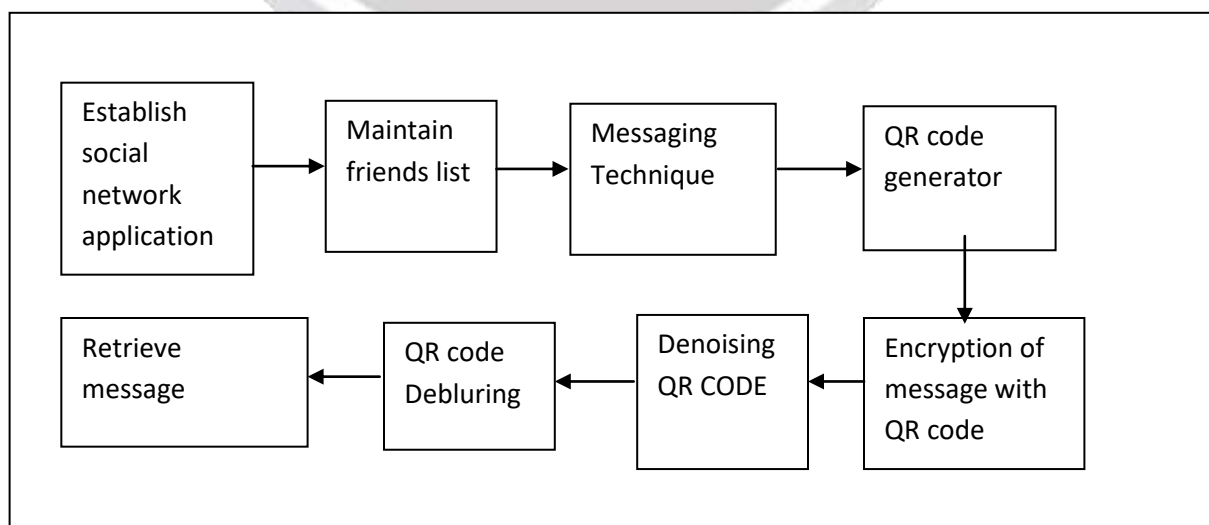 Establish
social
network
application
Maintain
friends list
Messaging
Technique
QR code
generator
Encryption of
message with
QR code
Denoising
QR CODE
QR code
Debluring
Retrieve
message